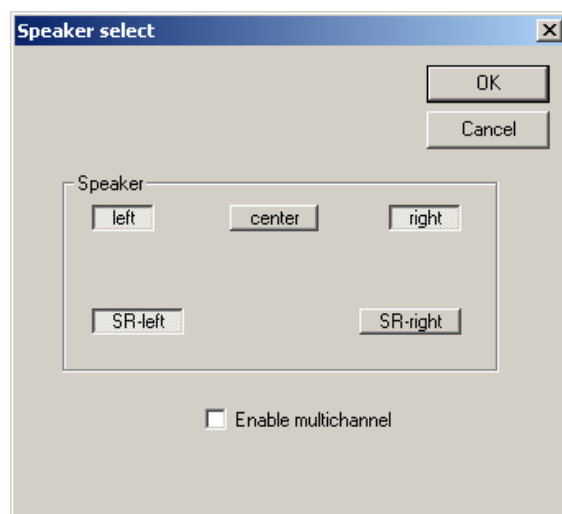 Speaker select
OK
Cancel
Speaker
left center right
SR-left SR-right
Enable multichannel